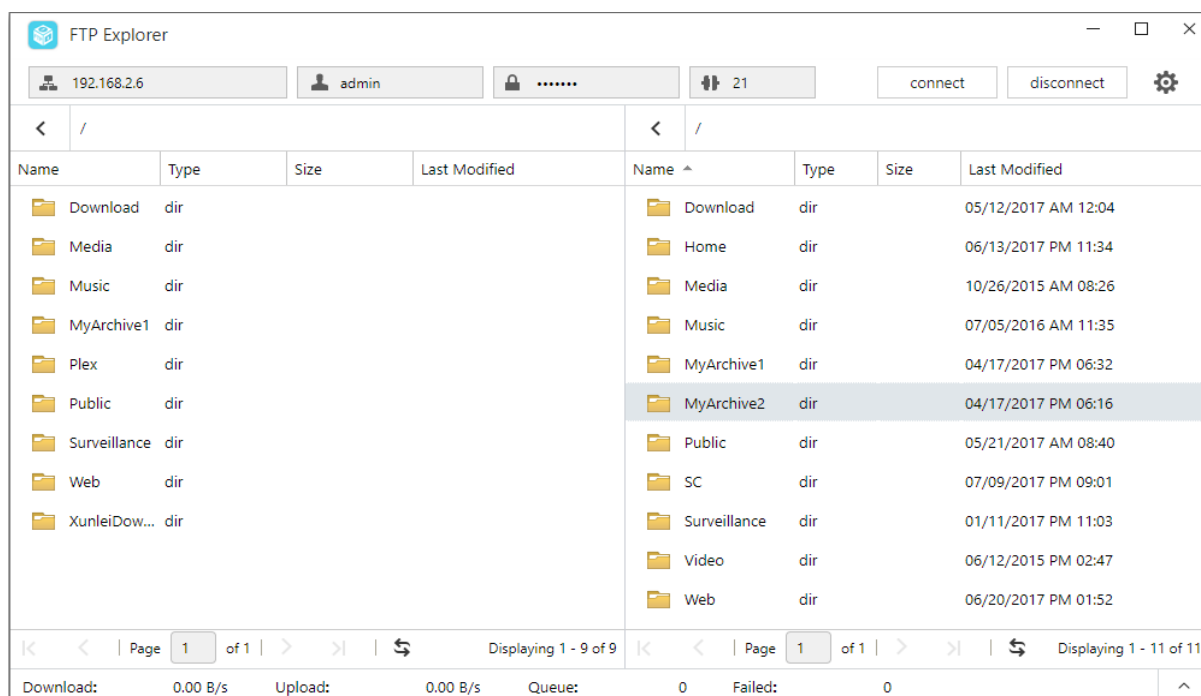 FTP Explorer
192.168.2.6 admin ••••••• 21 connect disconnect
/ /
Name Type Size Last Modified Name Type Size Last Modified
Download dir Download dir 05/12/2017 AM 12:04
Media dir Home dir 06/13/2017 PM 11:34
Music dir Media dir 10/26/2015 AM 08:26
MyArchive1 dir Music dir 07/05/2016 AM 11:35
Plex dir MyArchive1 dir 04/17/2017 PM 06:32
Public dir MyArchive2 dir 04/17/2017 PM 06:16
Surveillance dir Public dir 05/21/2017 AM 08:40
Web dir SC dir 07/09/2017 PM 09:01
XunleiDow... dir Surveillance dir 01/11/2017 PM 11:03
Video dir 06/12/2015 PM 02:47
Web dir 06/20/2017 PM 01:52
Page 1 of 1 Displaying 1 - 9 of 9 Page 1 of 1 Displaying 1 - 11 of 11
Download: 0.00 B/s Upload: 0.00 B/s Queue: 0 Failed: 0